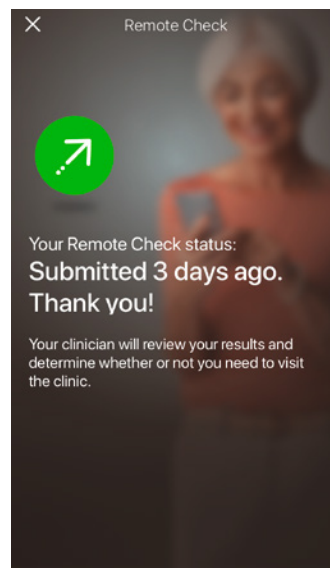 Remote Check
Your Remote Check status:
Submitted 3 days ago.
Thank you!
Your clinician will review your results and
determine whether or not you need to visit
the clinic.